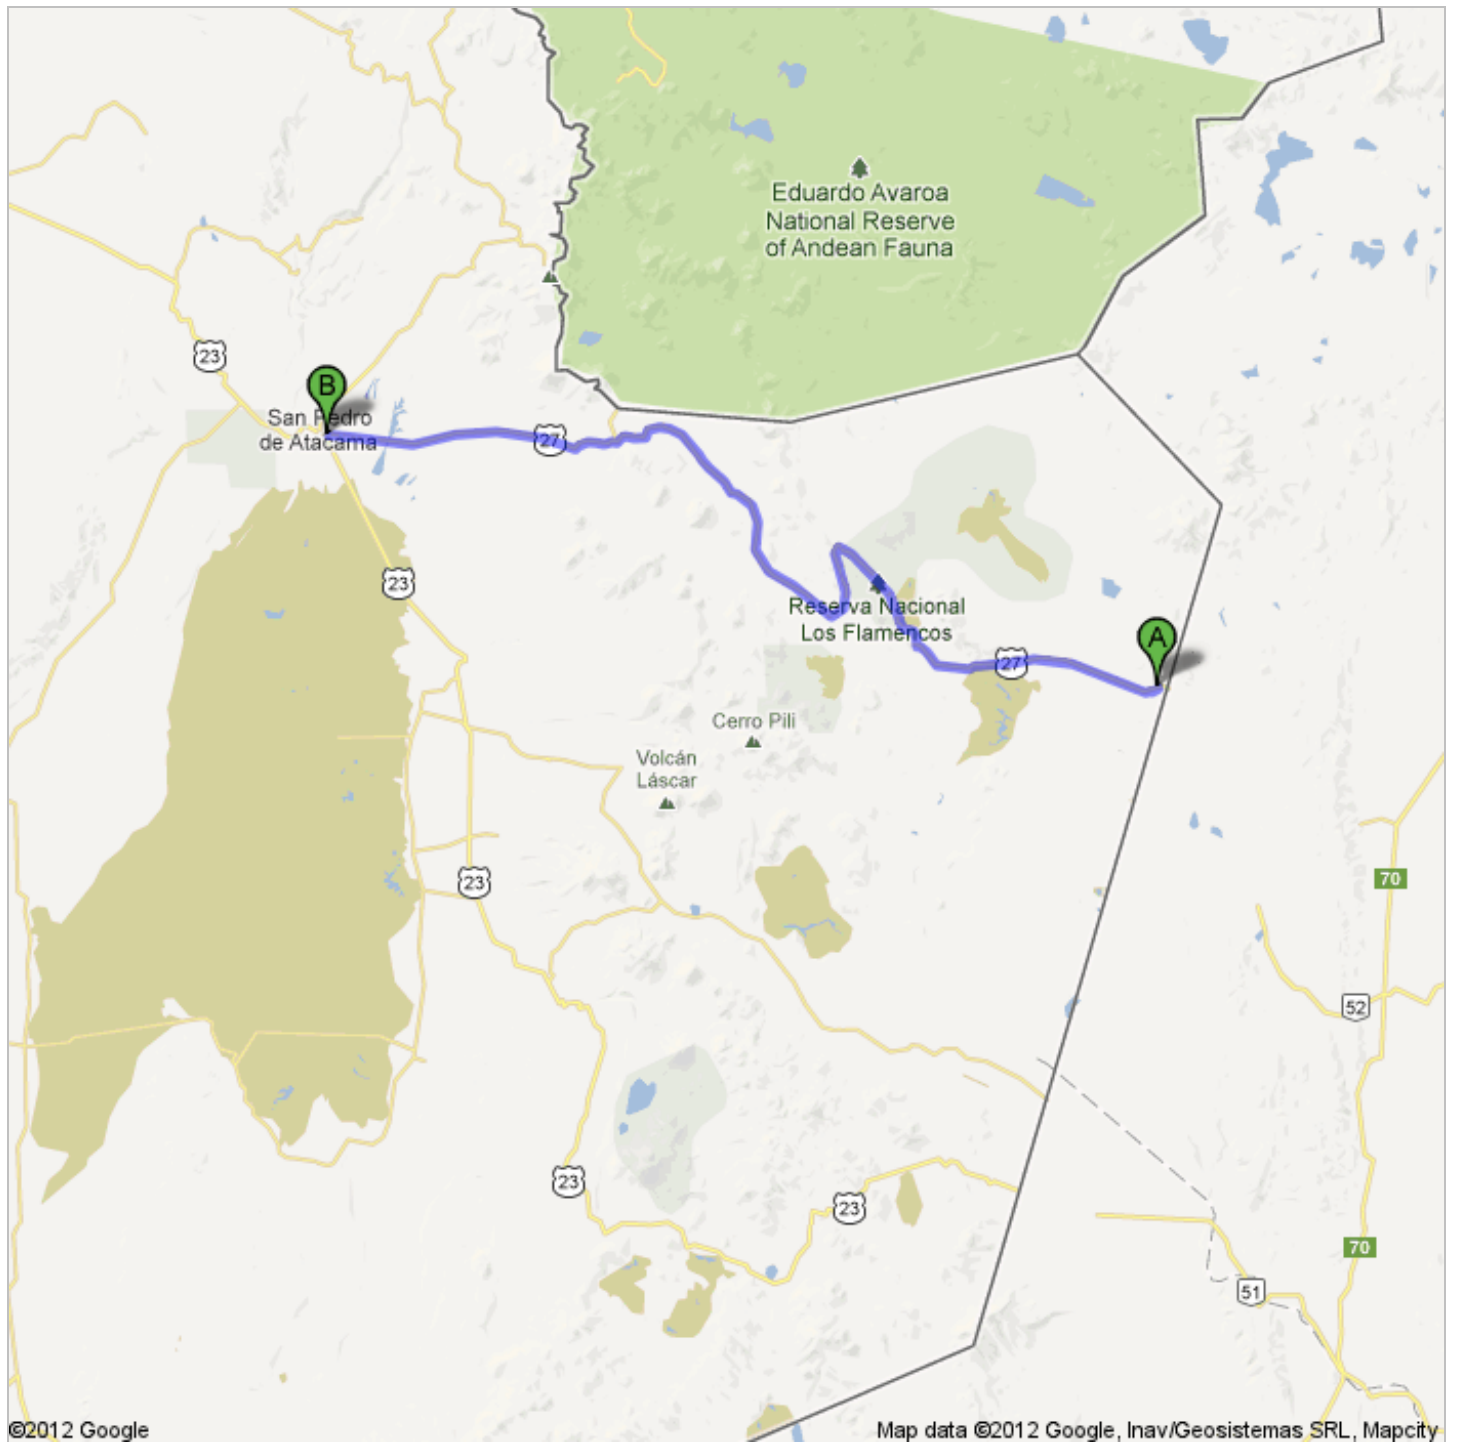 Eduardo Avaroa
National Reserve
of Andean Fauna
23
B
San Pedro
de Atacama
27
23
Reserva Nacional
Los Flamencos
A
27
Cerro Pili
Volcán
Láscar
70
23
52
23
23
70
51
©2012 Google
Map data ©2012 Google, Inav/Geosistemas SRL, Mapcity